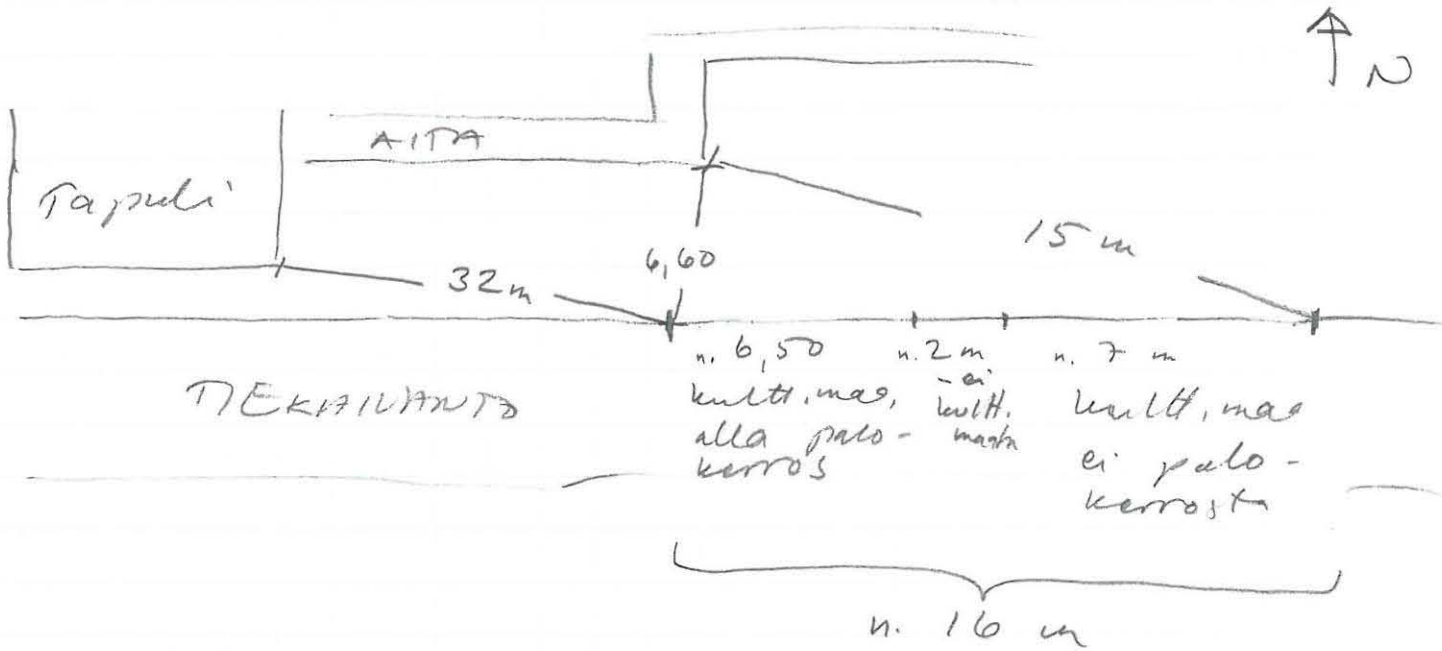 N
AITA
Tapuli
15 m
6,60
32 m
n. 6,50 n. 2 m n. 7 m
kultt.maa, - ei kultt.maa
alla palo- kultt. ei palo-
kerros maata kerrosta
TIEKAIVANTO
n. 16 m